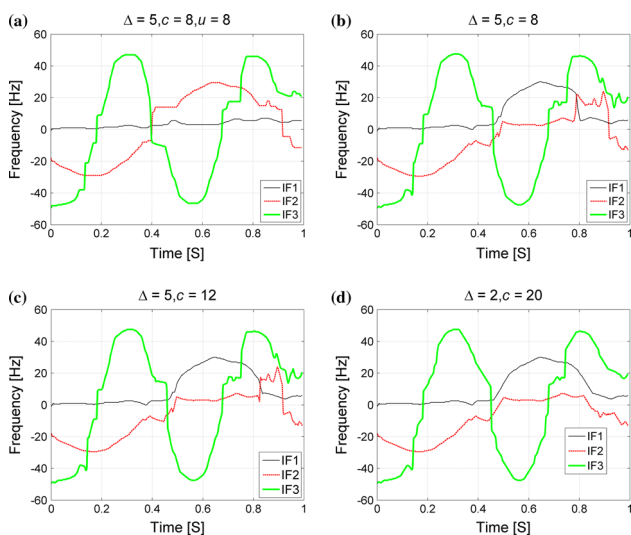 (a)
Δ = 5,c = 8,u = 8
60
40
20
0
-20
-40
-60
Frequency [Hz]
0
0.2
0.4
0.6
0.8
1
Time [S]
IF1
IF2
IF3
(b)
Δ = 5,c = 8
60
40
20
0
-20
-40
-60
Frequency [Hz]
0
0.2
0.4
0.6
0.8
1
Time [S]
IF1
IF2
IF3
(c)
Δ = 5,c = 12
60
40
20
0
-20
-40
-60
Frequency [Hz]
0
0.2
0.4
0.6
0.8
1
Time [S]
IF1
IF2
IF3
(d)
Δ = 2,c = 20
60
40
20
0
-20
-40
-60
Frequency [Hz]
0
0.2
0.4
0.6
0.8
1
Time [S]
IF1
IF2
IF3